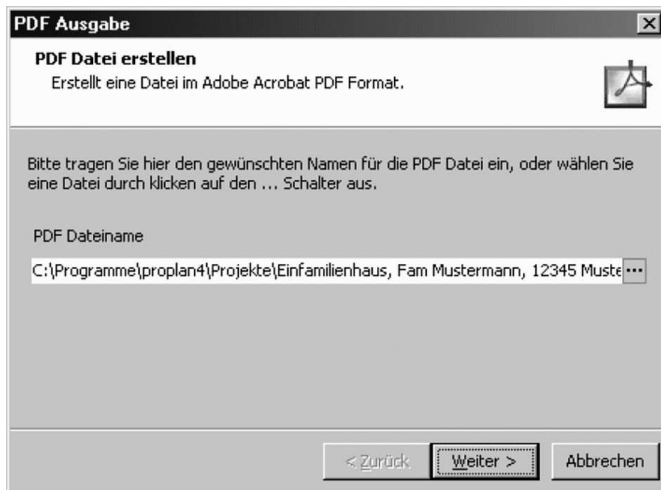 PDF Ausgabe
PDF Datei erstellen
Erstellt eine Datei im Adobe Acrobat PDF Format.
Bitte tragen Sie hier den gewünschten Namen für die PDF Datei ein, oder wählen Sie
eine Datei durch klicken auf den ... Schalter aus.
PDF Dateiname
C:\Programme\proplan4\Projekte\Einfamilienhaus, Fam Mustermann, 12345 Muste ...
< Zurück Weiter > Abbrechen